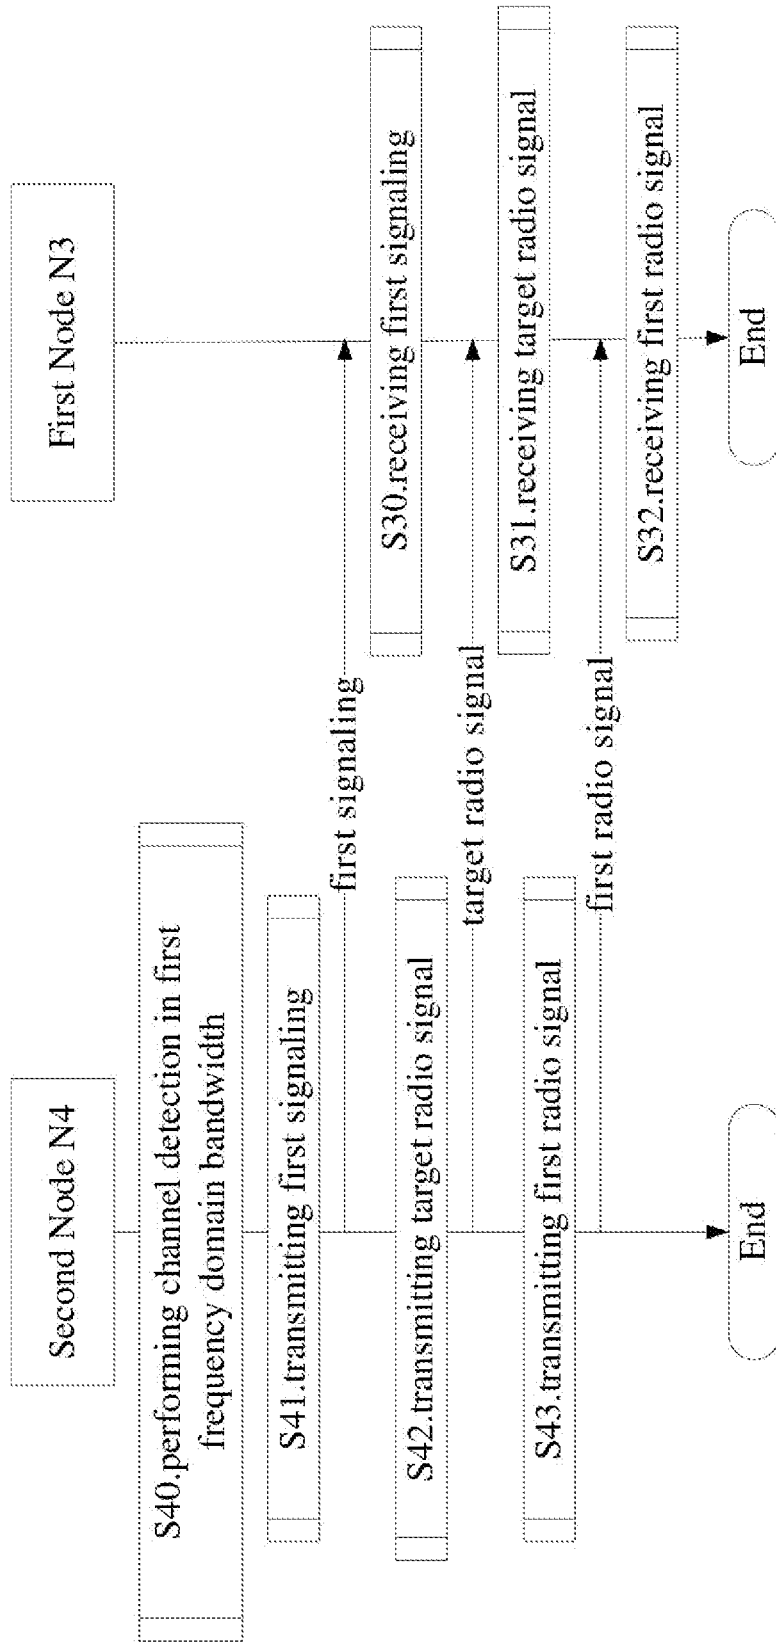 Second Node N4
First Node N3
S40.performing channel detection in first
frequency domain bandwidth
S41.transmitting first signaling
first signaling
S30.receiving first signaling
S42.transmitting target radio signal
target radio signal
S31.receiving target radio signal
S43.transmitting first radio signal
first radio signal
S32.receiving first radio signal
End
End